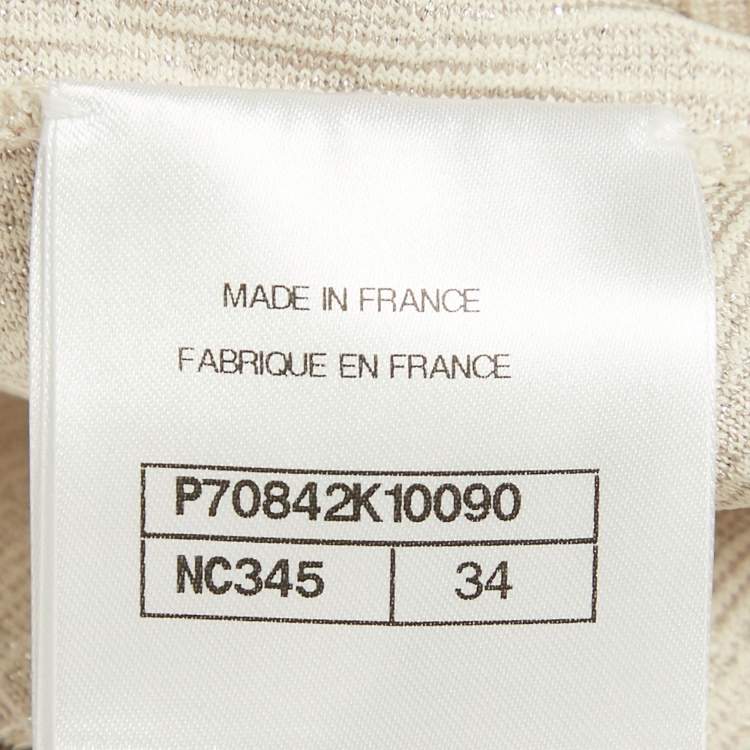 MADE IN FRANCE
FABRIQUE EN FRANCE
P70842K10090
NC345 34